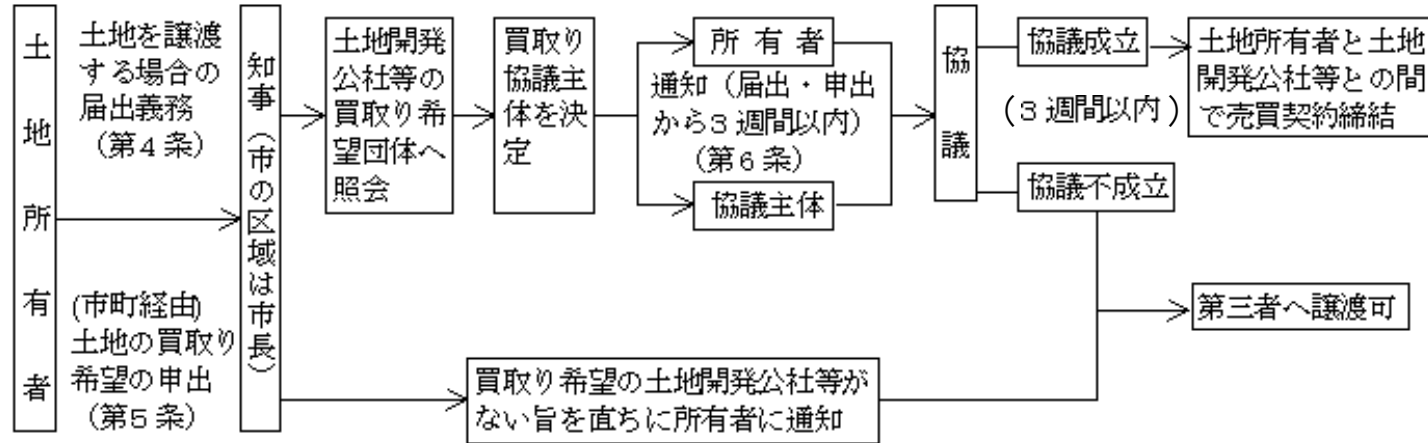 土地所有者
土地を譲渡
する場合の
届出義務
(第4条)
(市町経由)
土地の買取り
希望の申出
(第5条)
知事(市の区域は市長)
土地開発
公社等の
買取り希
望団体へ
照会
買取り
協議主
体を決
定
所有者
通知(届出・申出
から3週間以内)
(第6条)
協議主体
協議
協議成立
(3週間以内)
協議不成立
土地所有者と土地
開発公社等との間
で売買契約締結
第三者へ譲渡可
買取り希望の土地開発公社等が
ない旨を直ちに所有者に通知